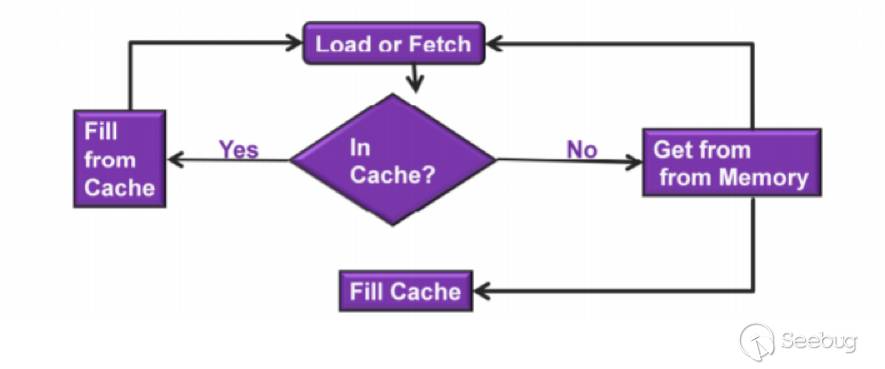 Load or Fetch
Fill
from
Cache
Yes
In
Cache?
No
Get from
from Memory
Fill Cache
Seebug